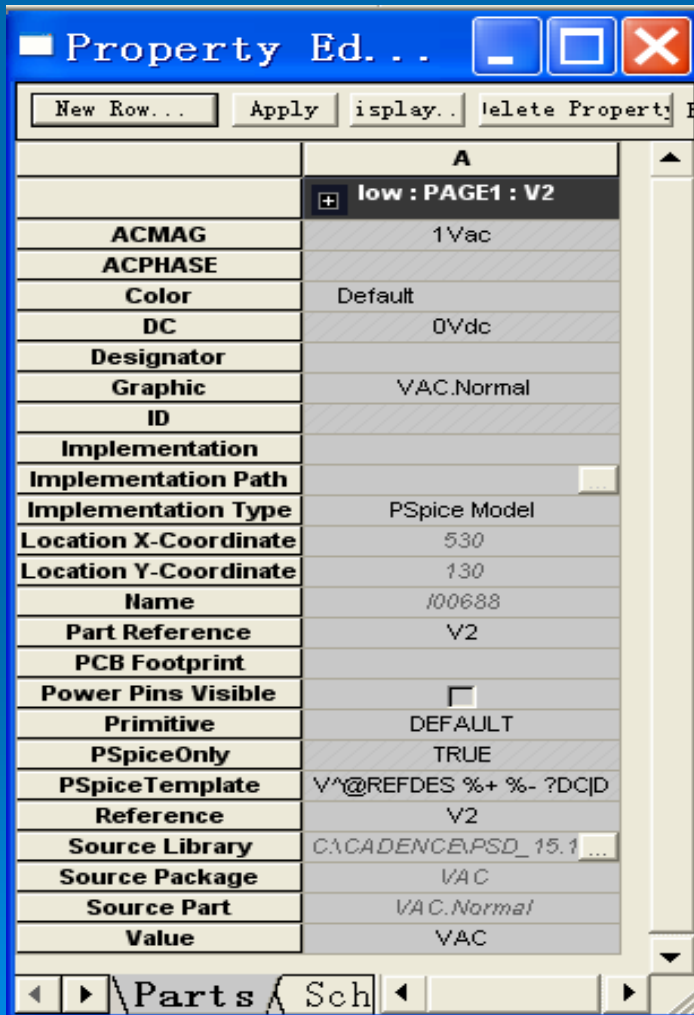 Property Ed...
New Row... Apply isplay.. elete Property
A
low : PAGE1 : V2
ACMAG 1Vac
ACPHASE
Color Default
DC 0Vdc
Designator
Graphic VAC.Normal
ID
Implementation
Implementation Path ...
Implementation Type PSpice Model
Location X-Coordinate 530
Location Y-Coordinate 130
Name I00688
Part Reference V2
PCB Footprint
Power Pins Visible
Primitive DEFAULT
PSpiceOnly TRUE
PSpiceTemplate V^@REFDES %+ %- ?DC|D
Reference V2
Source Library C:\CADENCE\PSD_15.1 ...
Source Package VAC
Source Part VAC.Normal
Value VAC
Parts Sch